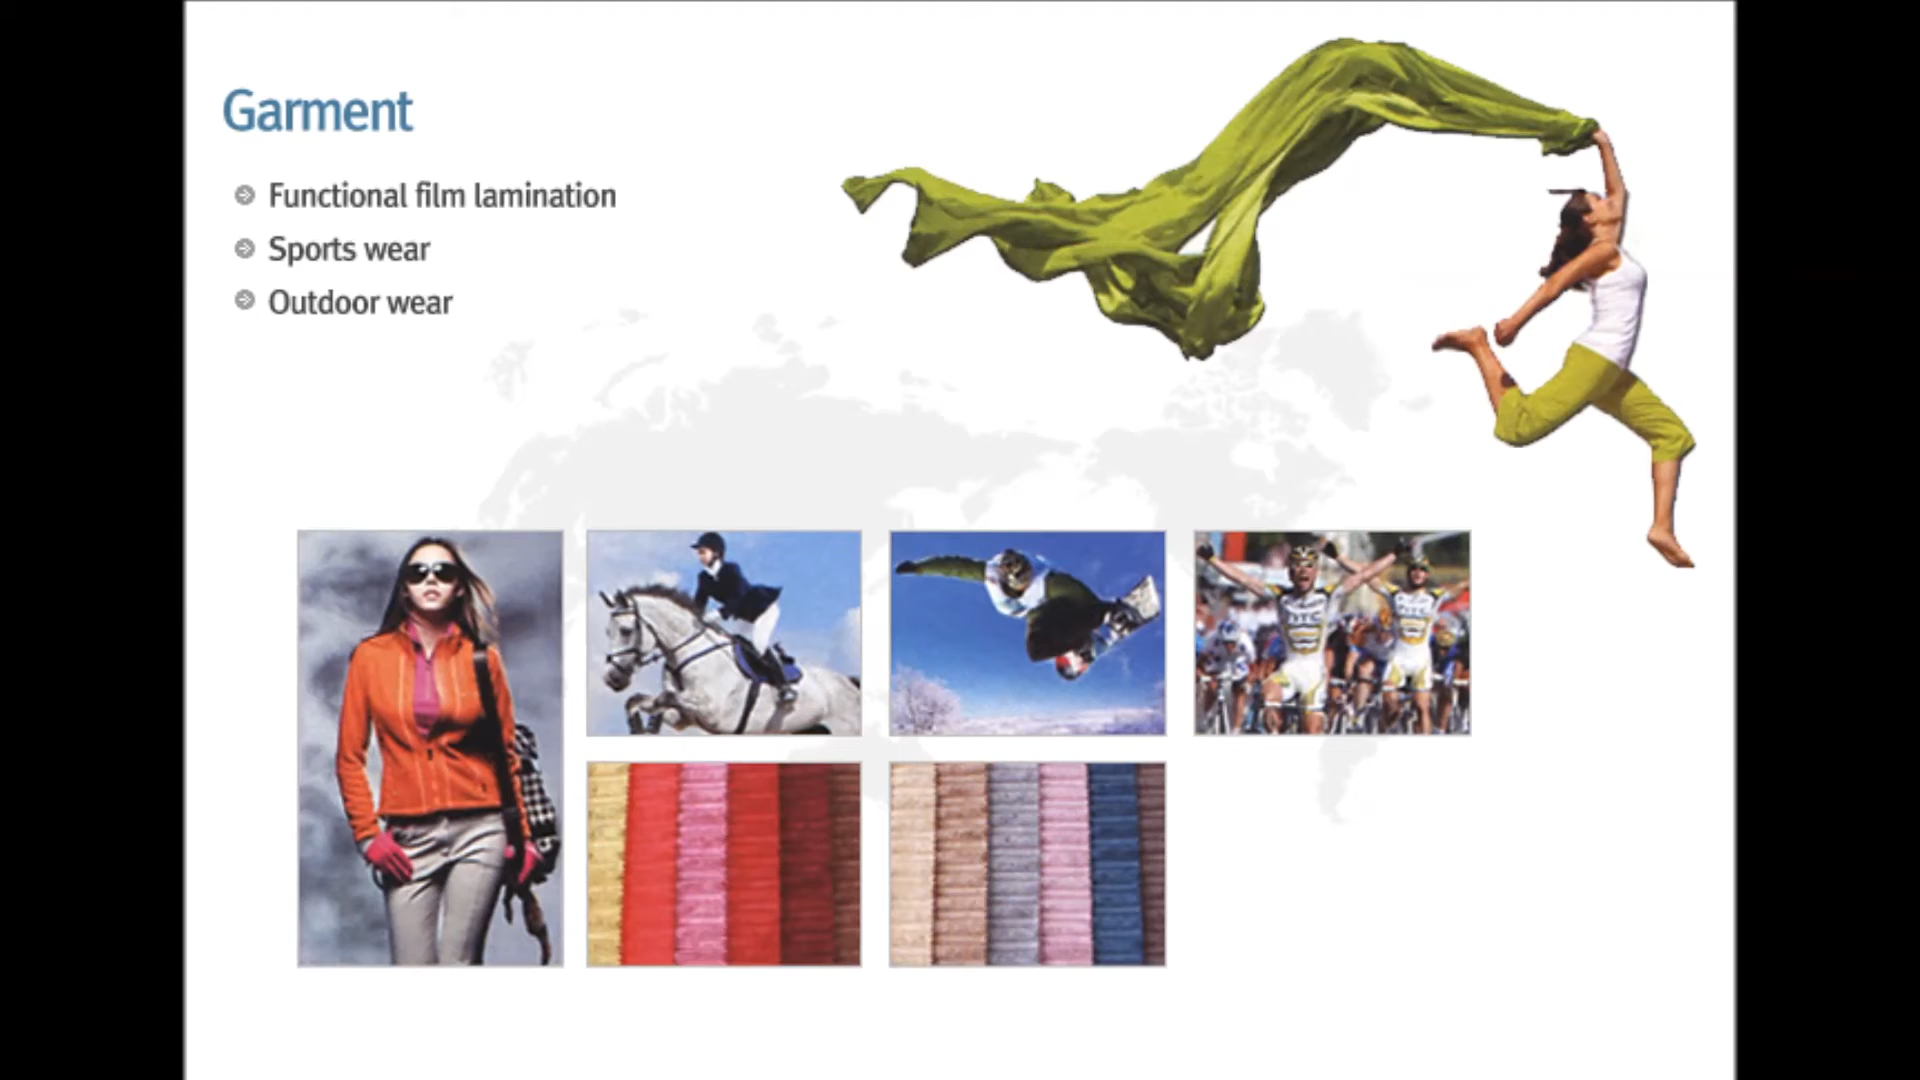 Garment
Functional film lamination
Sports wear
Outdoor wear